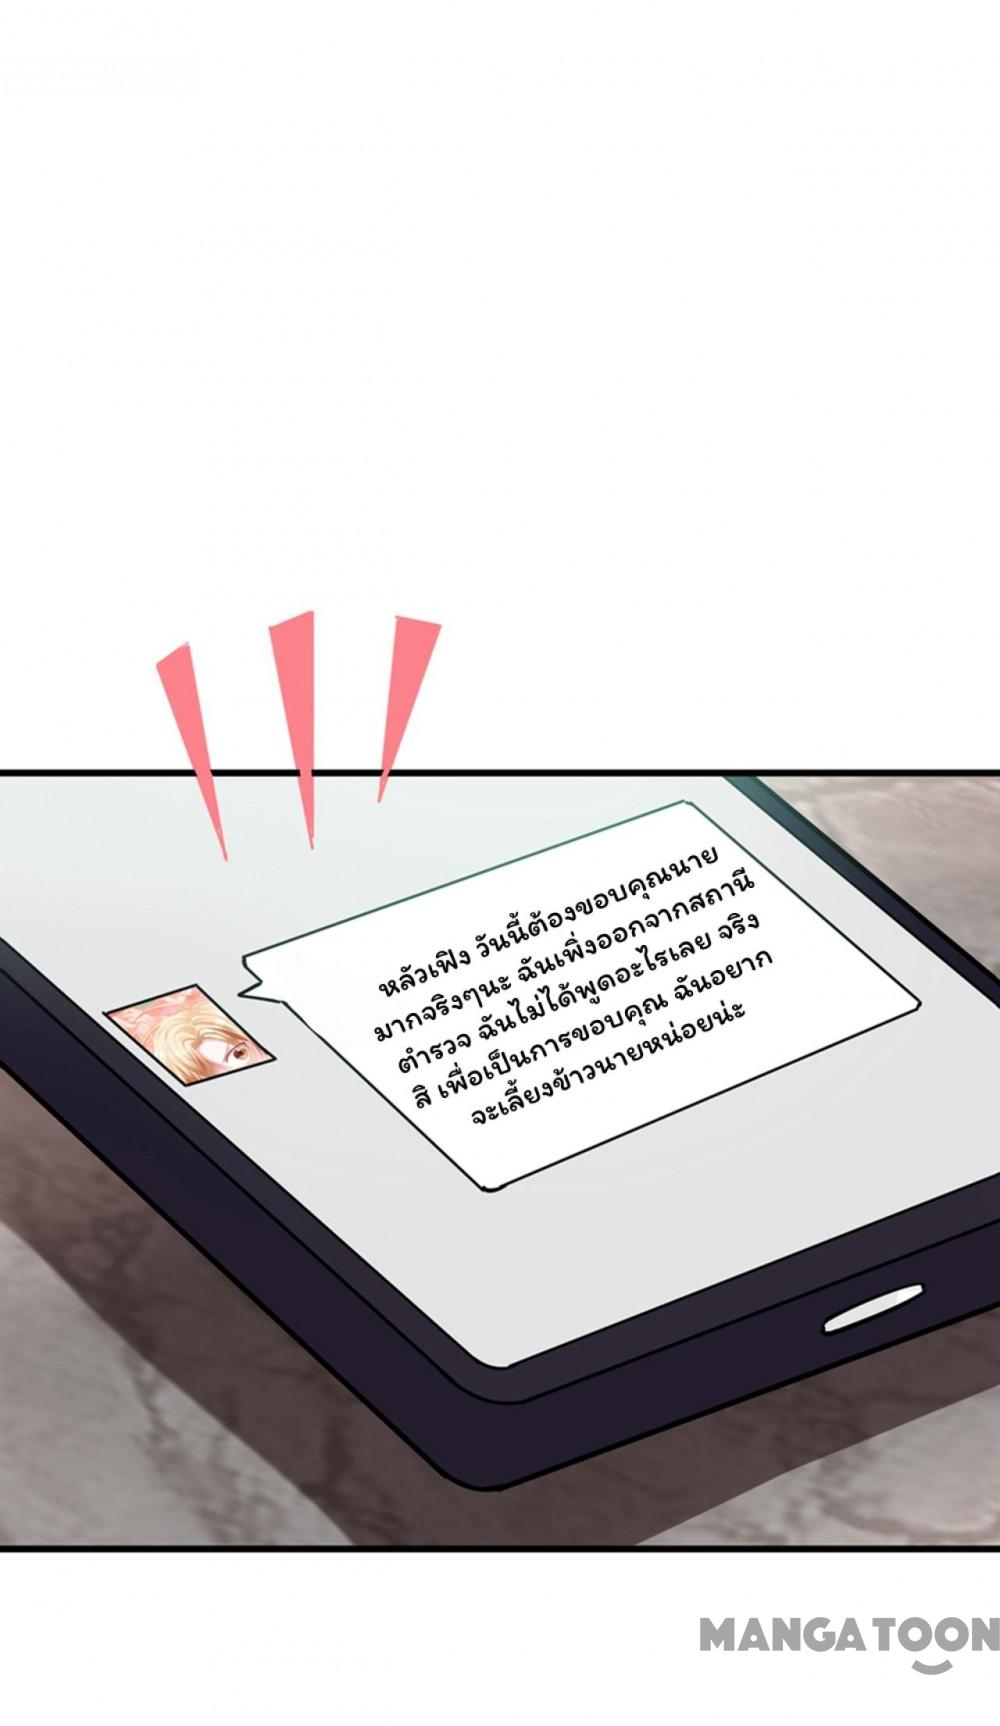 หลัวเฟิง วันนี้ต้องขอบคุณนาย
มากจริงๆนะ ฉันเพิ่งออกจากสถานี
ตำรวจ ฉันไม่ได้พูดอะไรเลย จริง
สิ เพื่อเป็นการขอบคุณ ฉันอยาก
จะเลี้ยงข้าวนายหน่อยน่ะ
MANGATOON